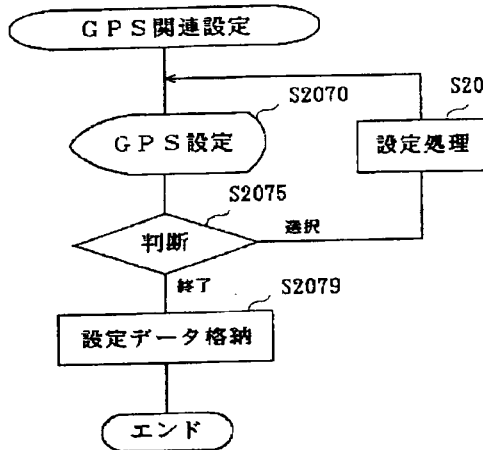 GPS関連設定
S2070
S20
GPS設定
設定処理
S2075
判断
選択
終了
S2079
設定データ格納
エンド